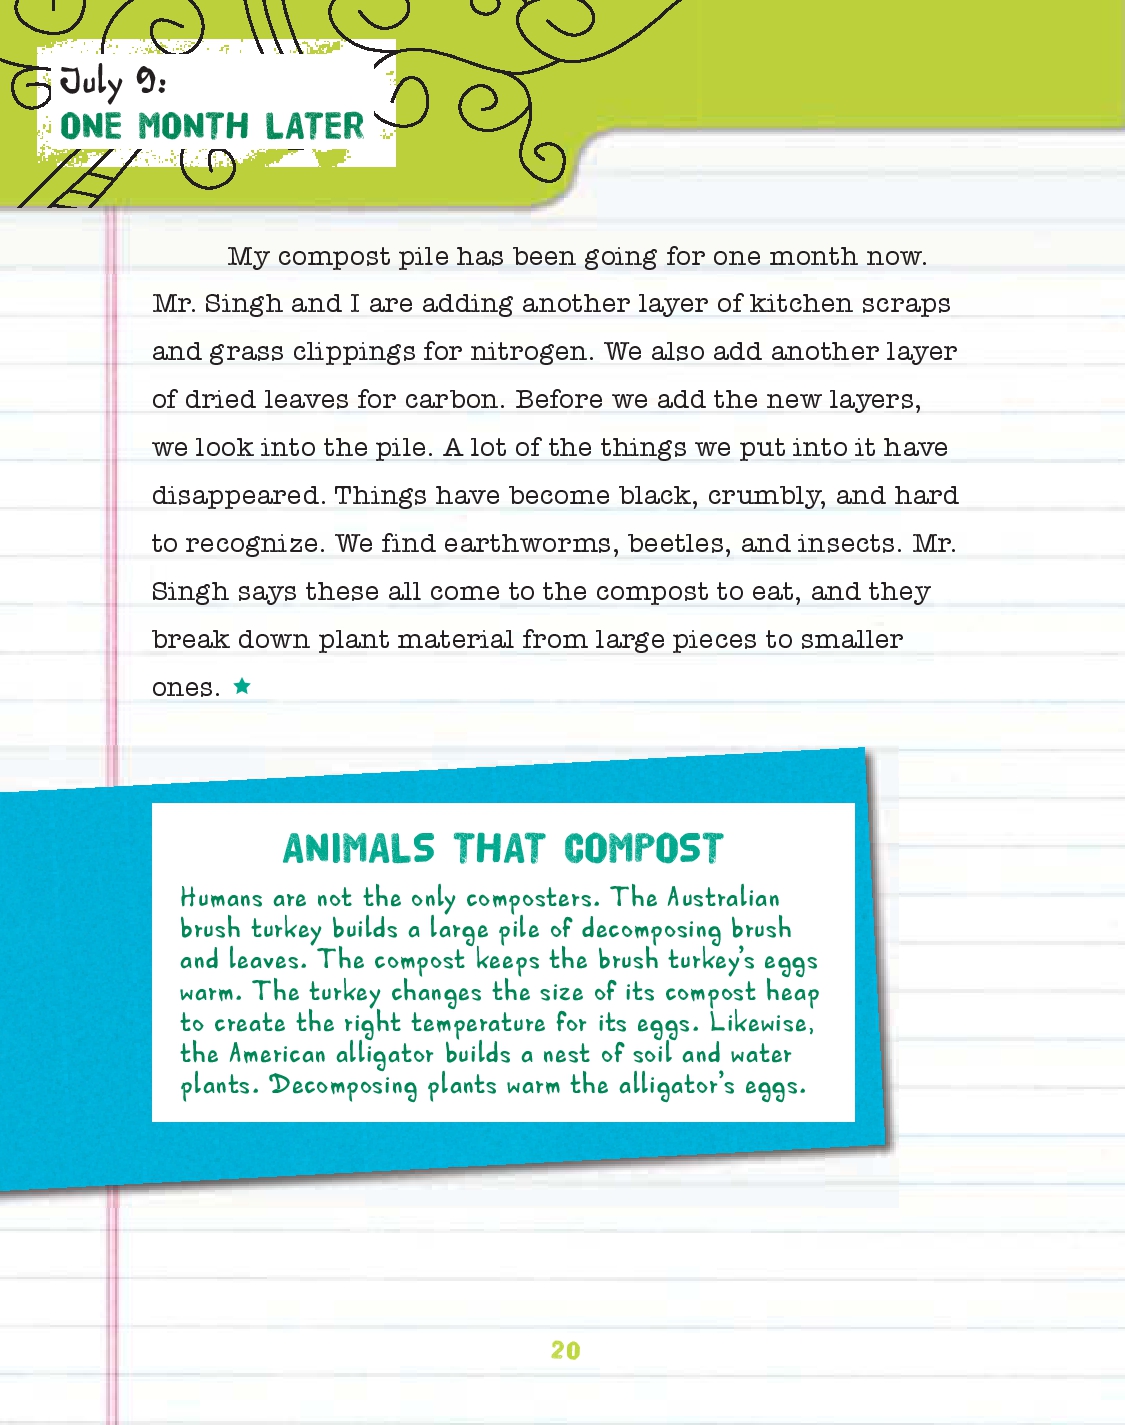 July 9:
ONE MONTH LATER
My compost pile has been going for one month now.
Mr. Singh and I are adding another layer of kitchen scraps
and grass clippings for nitrogen. We also add another layer
of dried leaves for carbon. Before we add the new layers,
we look into the pile. A lot of the things we put into it have
disappeared. Things have become black, crumbly, and hard
to recognize. We find earthworms, beetles, and insects. Mr.
Singh says these all come to the compost to eat, and they
break down plant material from large pieces to smaller
ones. ★
ANIMALS THAT COMPOST
Humans are not the only composters. The Australian
brush turkey builds a large pile of decomposing brush
and leaves. The compost keeps the brush turkey's eggs
warm. The turkey changes the size of its compost heap
to create the right temperature for its eggs. Likewise,
the American alligator builds a nest of soil and water
plants. Decomposing plants warm the alligator's eggs.
20